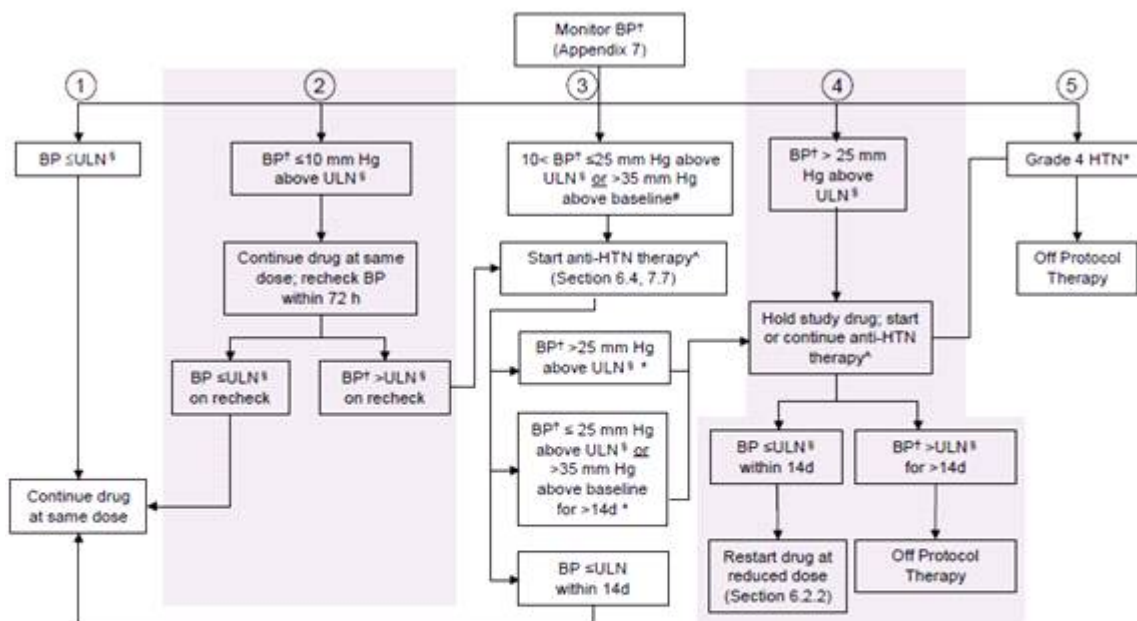 Monitor BP†
(Appendix 7)
1
2
3
4
5
BP ≤ULN§
BP† ≤10 mm Hg
above ULN§
10< BP† ≤25 mm Hg above
ULN§ or >35 mm Hg
above baseline#
BP† > 25 mm
Hg above
ULN§
Grade 4 HTN*
Continue drug at same
dose; recheck BP
within 72 h
Start anti-HTN therapy^
(Section 6.4, 7.7)
Off Protocol
Therapy
Hold study drug; start
or continue anti-HTN
therapy^
BP ≤ULN§
on recheck
BP† >ULN§
on recheck
BP† >25 mm Hg
above ULN§ *
BP† ≤ 25 mm Hg
above ULN§ or
>35 mm Hg
above baseline
for >14d *
BP ≤ULN§
within 14d
BP† >ULN§
for >14d
Continue drug
at same dose
BP ≤ULN
within 14d
Restart drug at
reduced dose
(Section 6.2.2)
Off Protocol
Therapy